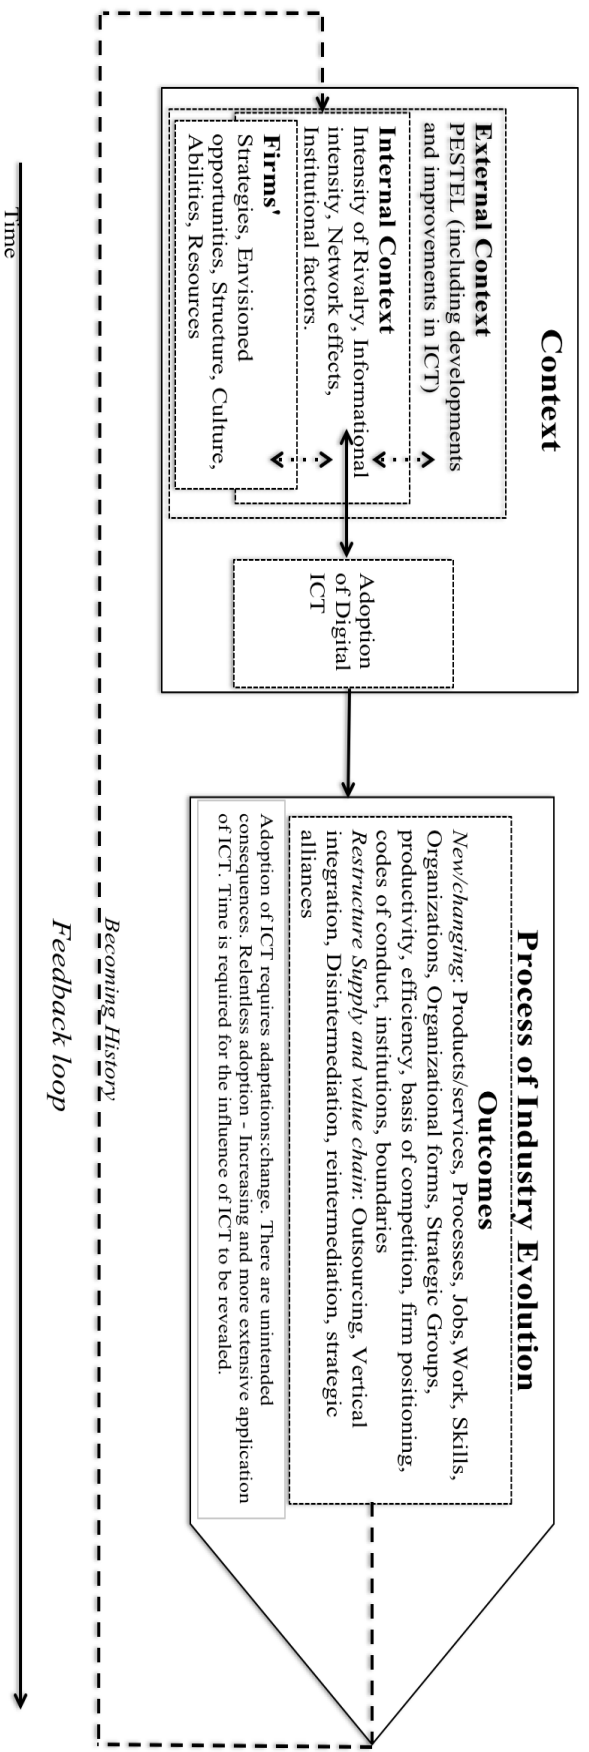 Context
External Context
PESTEL (including developments
and improvements in ICT)
Internal Context
Intensity of Rivalry, Informational
intensity, Network effects,
Institutional factors.
Firms'
Strategies, Envisioned
opportunities, Structure, Culture,
Abilities, Resources
Adoption
of Digital
ICT
Process of Industry Evolution
Outcomes
New/changing: Products/services, Processes, Jobs,Work, Skills,
Organizations, Organizational forms, Strategic Groups,
productivity, efficiency, basis of competition, firm positioning,
codes of conduct, institutions, boundaries
Restructure Supply and value chain: Outsourcing, Vertical
integration, Disintermediation, reintermediation, strategic
alliances
Adoption of ICT requires adaptations:change. There are unintended
consequences. Relentless adoption - Increasing and more extensive application
of ICT. Time is required for the influence of ICT to be revealed.
Becoming History
Feedback loop
Time